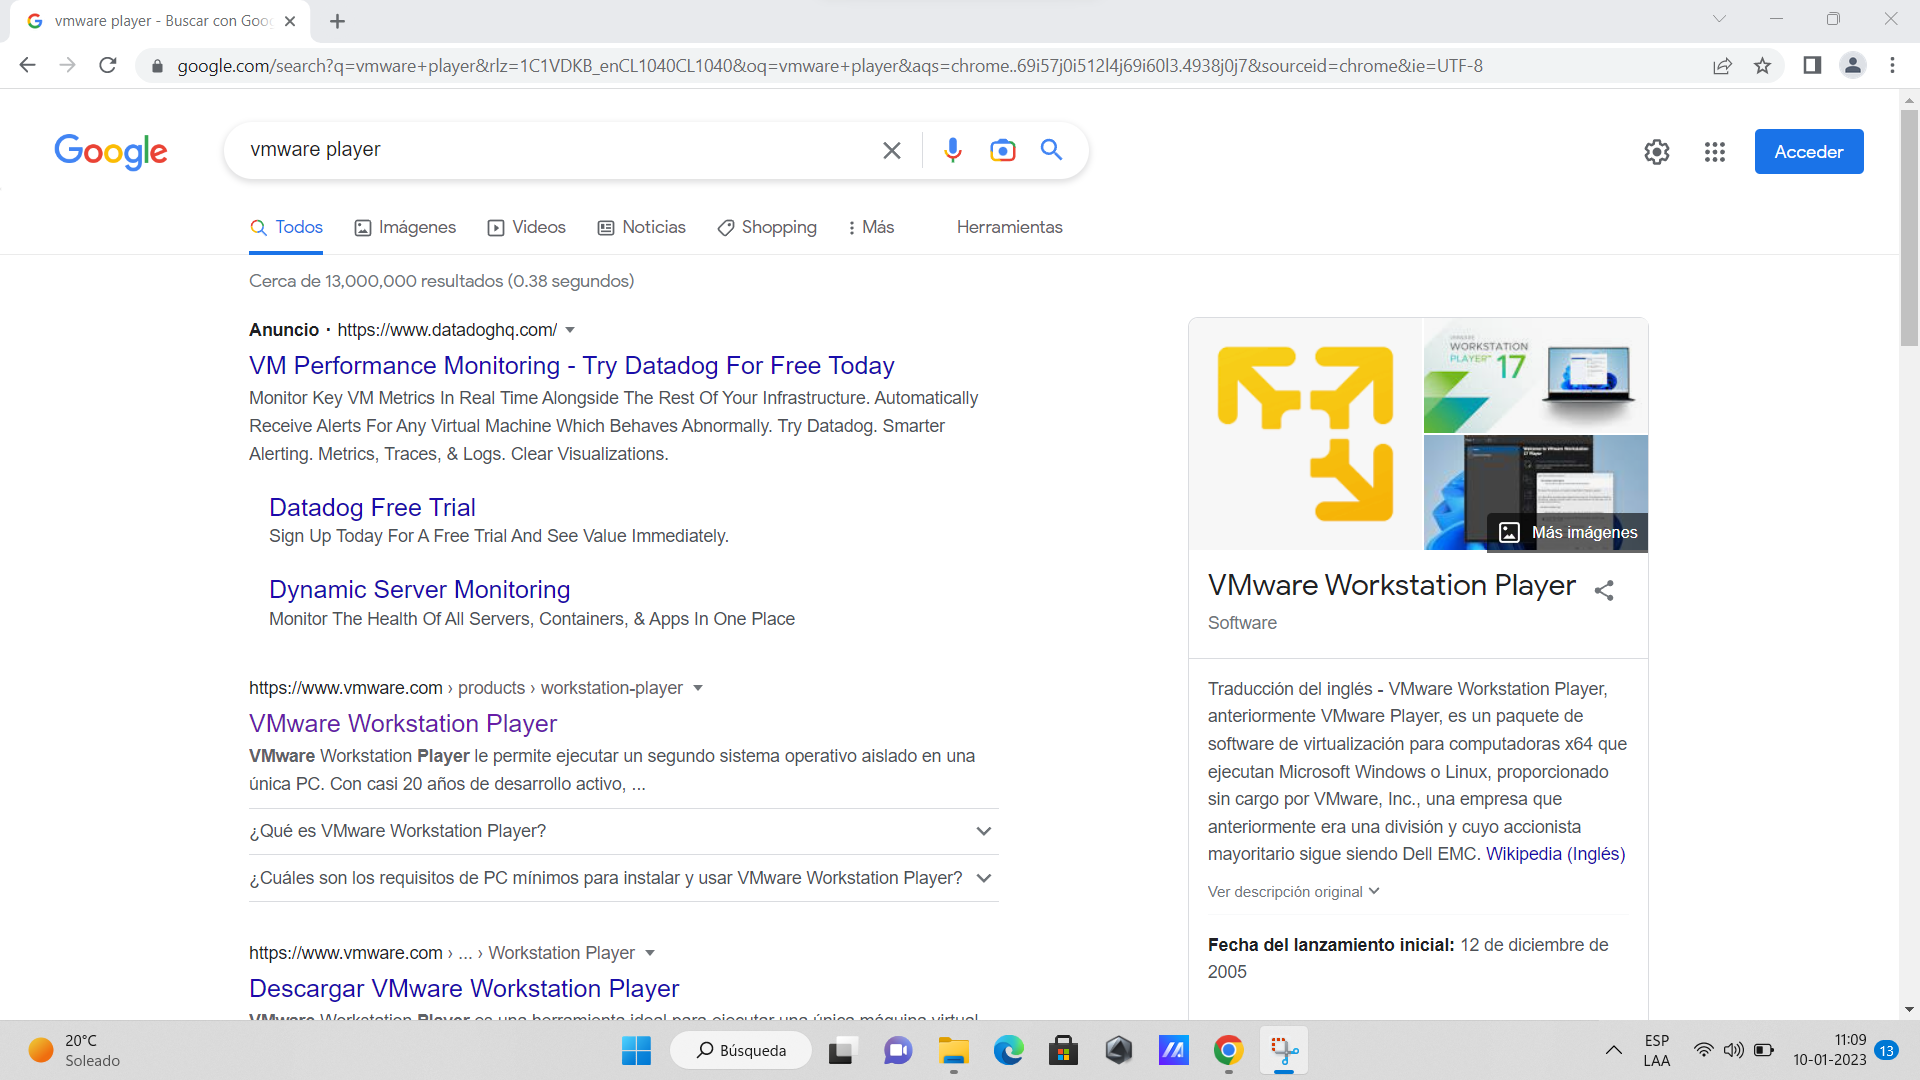 vmware player - Buscar con Goo
google.com/search?q=vmware+player&rlz=1C1VDKB_enCL1040CL1040&oq=vmware+player&aqs=chrome..69i57j0i512l4j69i60l3.4938j0j7&sourceid=chrome&ie=UTF-8
Google
vmware player
Acceder
Todos Imágenes Videos Noticias Shopping Más Herramientas
Cerca de 13,000,000 resultados (0.38 segundos)
Anuncio · https://www.datadoghq.com/
VM Performance Monitoring - Try Datadog For Free Today
Monitor Key VM Metrics In Real Time Alongside The Rest Of Your Infrastructure. Automatically
Receive Alerts For Any Virtual Machine Which Behaves Abnormally. Try Datadog. Smarter
Alerting. Metrics, Traces, & Logs. Clear Visualizations.
Datadog Free Trial
Sign Up Today For A Free Trial And See Value Immediately.
Dynamic Server Monitoring
Monitor The Health Of All Servers, Containers, & Apps In One Place
https://www.vmware.com › products › workstation-player
VMware Workstation Player
VMware Workstation Player le permite ejecutar un segundo sistema operativo aislado en una
única PC. Con casi 20 años de desarrollo activo, ...
¿Qué es VMware Workstation Player?
¿Cuáles son los requisitos de PC mínimos para instalar y usar VMware Workstation Player?
https://www.vmware.com › ... › Workstation Player
Descargar VMware Workstation Player
VMware Workstation Player es una herramienta ideal para ejecutar una única máquina virtual
WORKSTATION
PLAYER™ 17
Más imágenes
VMware Workstation Player
Software
Traducción del inglés - VMware Workstation Player,
anteriormente VMware Player, es un paquete de
software de virtualización para computadoras x64 que
ejecutan Microsoft Windows o Linux, proporcionado
sin cargo por VMware, Inc., una empresa que
anteriormente era una división y cuyo accionista
mayoritario sigue siendo Dell EMC. Wikipedia (Inglés)
Ver descripción original
Fecha del lanzamiento inicial: 12 de diciembre de
2005
20°C
Soleado
Búsqueda
ESP
LAA
11:09
10-01-2023
13